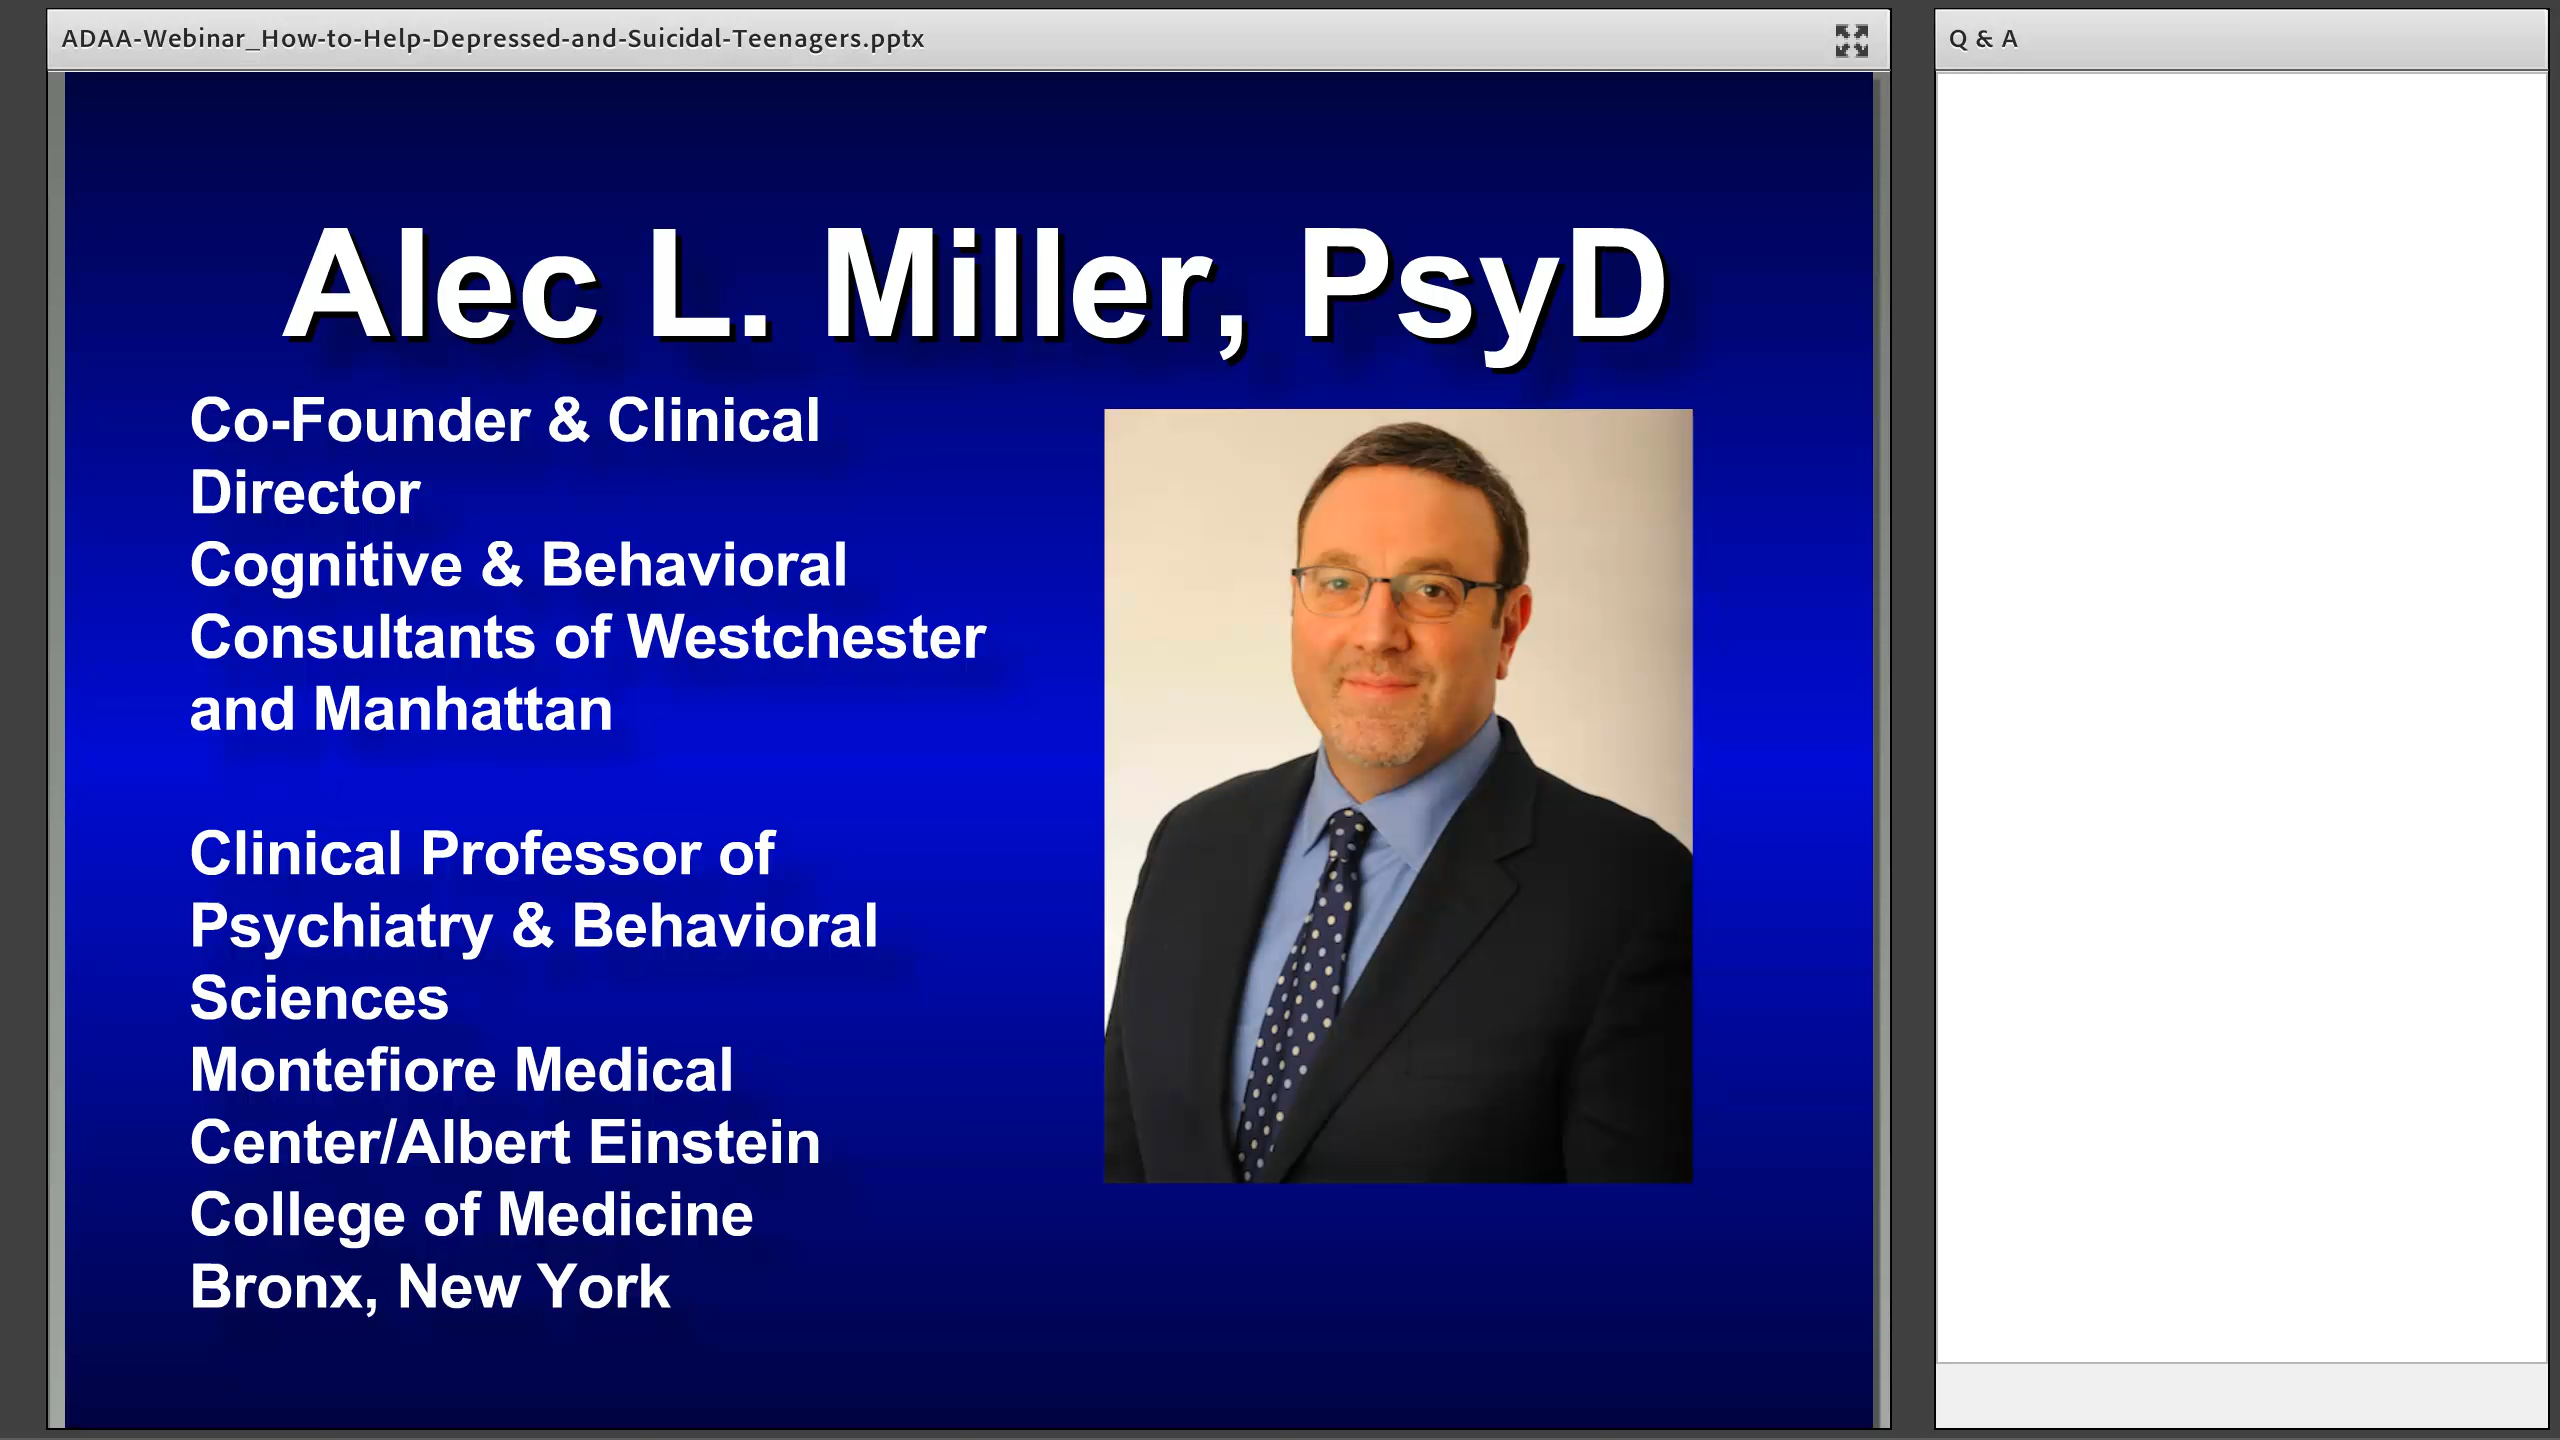 ADAA-Webinar_How-to-Help-Depressed-and-Suicidal-Teenagers.pptx
Q & A
Alec L. Miller, PsyD
Co-Founder & Clinical
Director
Cognitive & Behavioral
Consultants of Westchester
and Manhattan
Clinical Professor of
Psychiatry & Behavioral
Sciences
Montefiore Medical
Center/Albert Einstein
College of Medicine
Bronx, New York